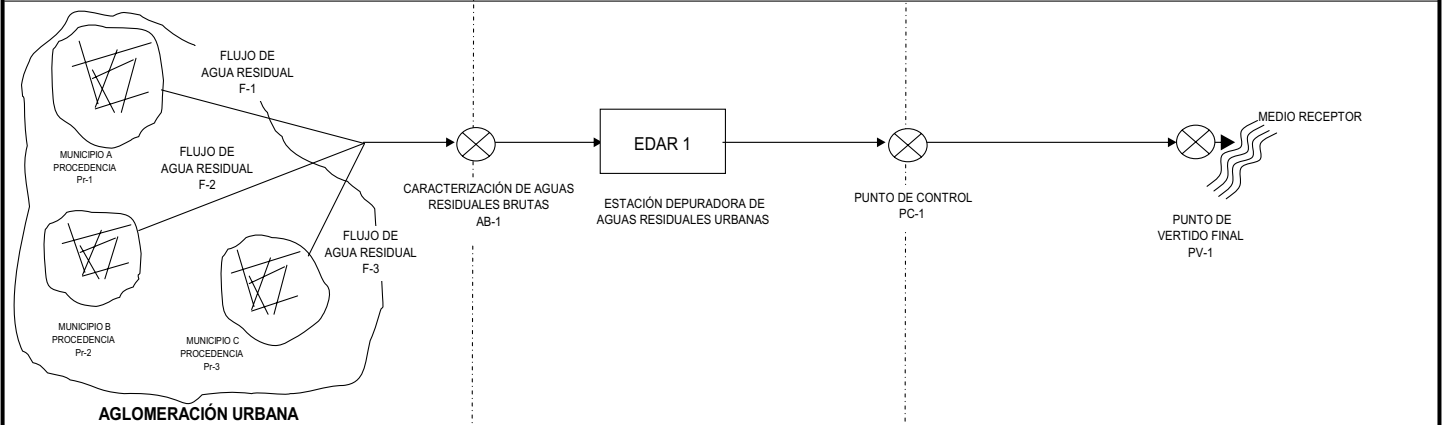 FLUJO DE
AGUA RESIDUAL
F-1
MUNICIPIO A
PROCEDENCIA
Pr-1
FLUJO DE
AGUA RESIDUAL
F-2
MUNICIPIO B
PROCEDENCIA
Pr-2
FLUJO DE
AGUA RESIDUAL
F-3
MUNICIPIO C
PROCEDENCIA
Pr-3
AGLOMERACIÓN URBANA
CARACTERIZACIÓN DE AGUAS
RESIDUALES BRUTAS
AB-1
EDAR 1
ESTACIÓN DEPURADORA DE
AGUAS RESIDUALES URBANAS
PUNTO DE CONTROL
PC-1
MEDIO RECEPTOR
PUNTO DE
VERTIDO FINAL
PV-1